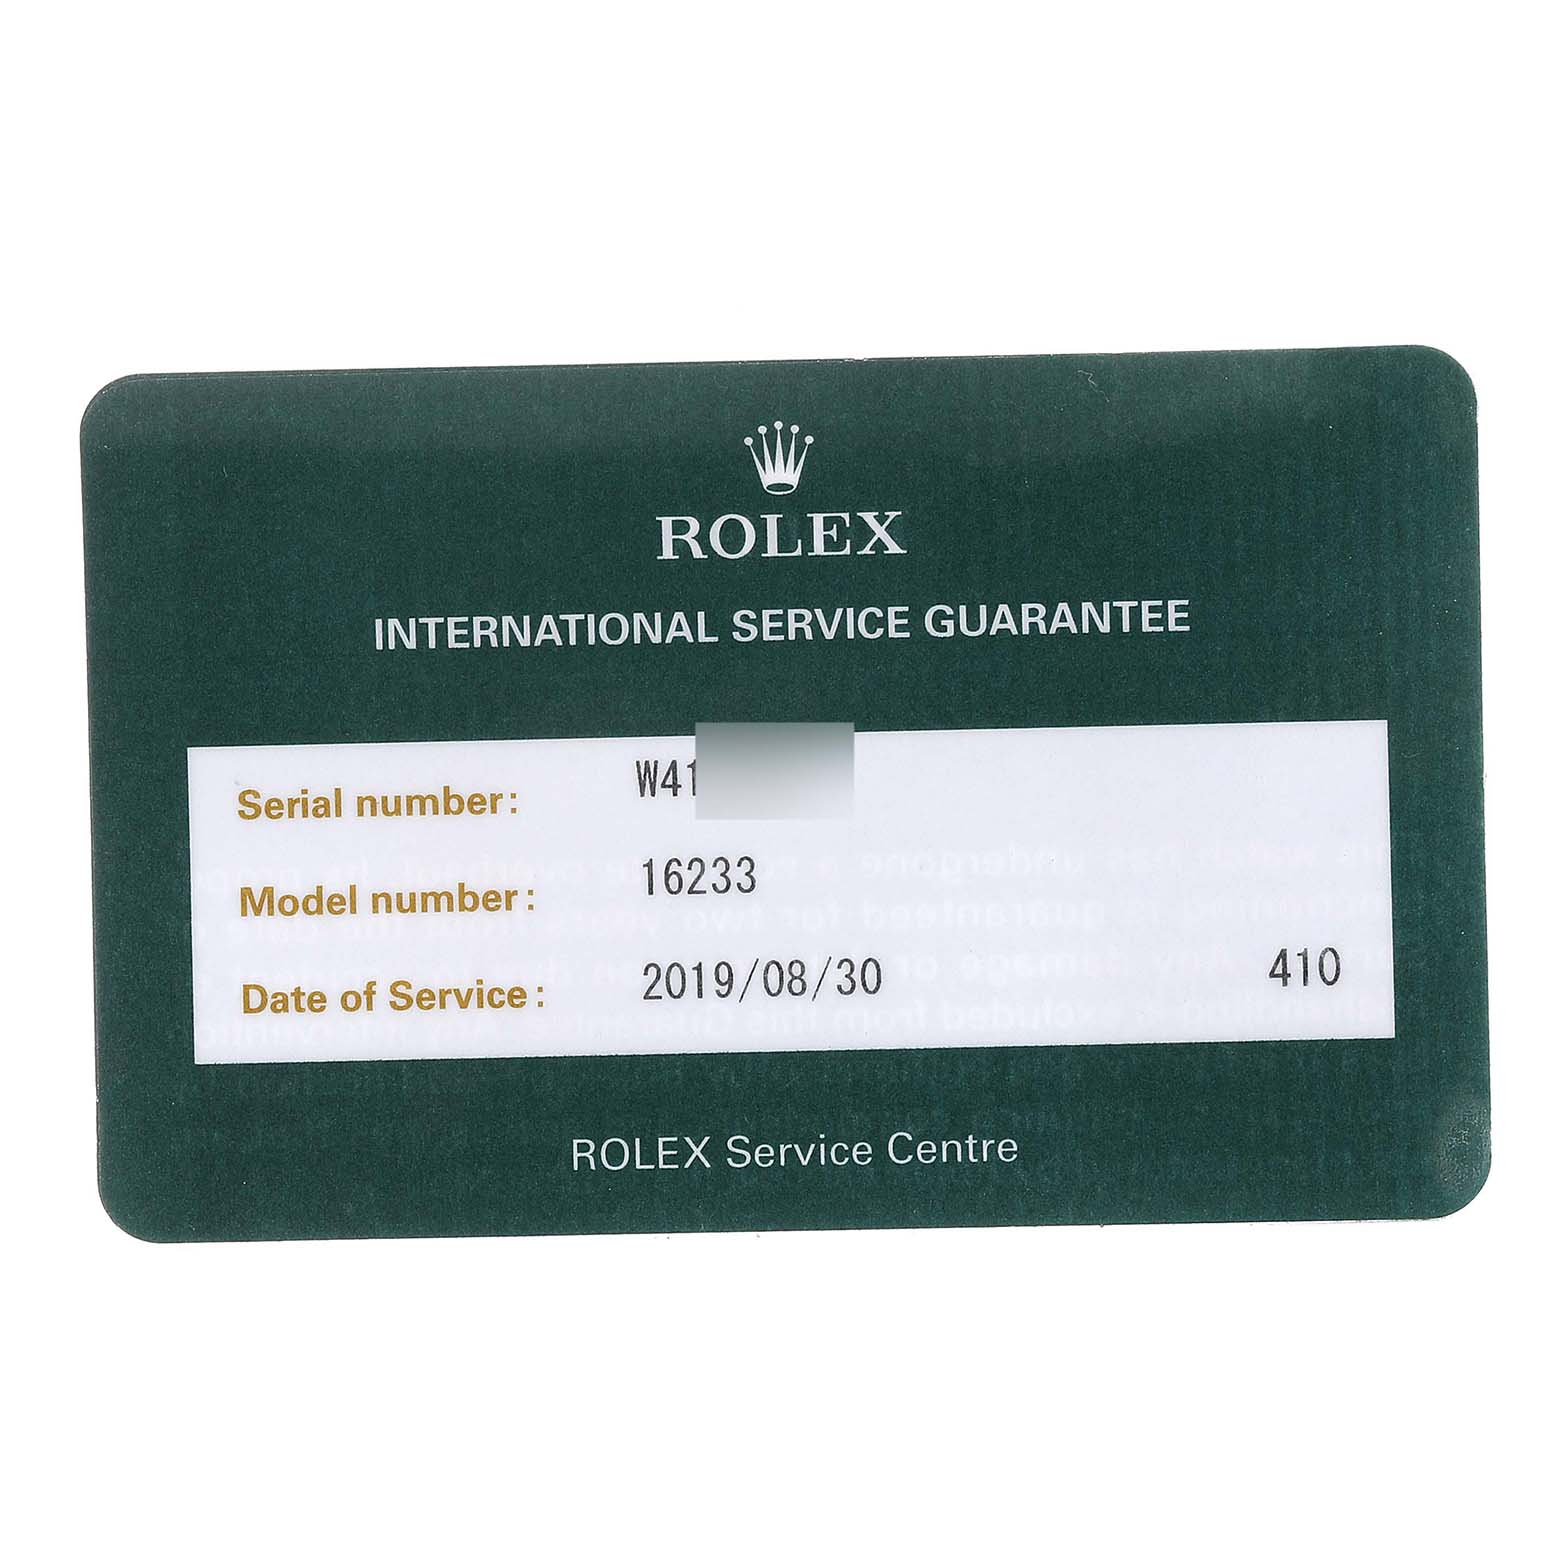 ROLEX
INTERNATIONAL SERVICE GUARANTEE
Serial number: W41
Model number: 16233
Date of Service: 2019/08/30 410
ROLEX Service Centre